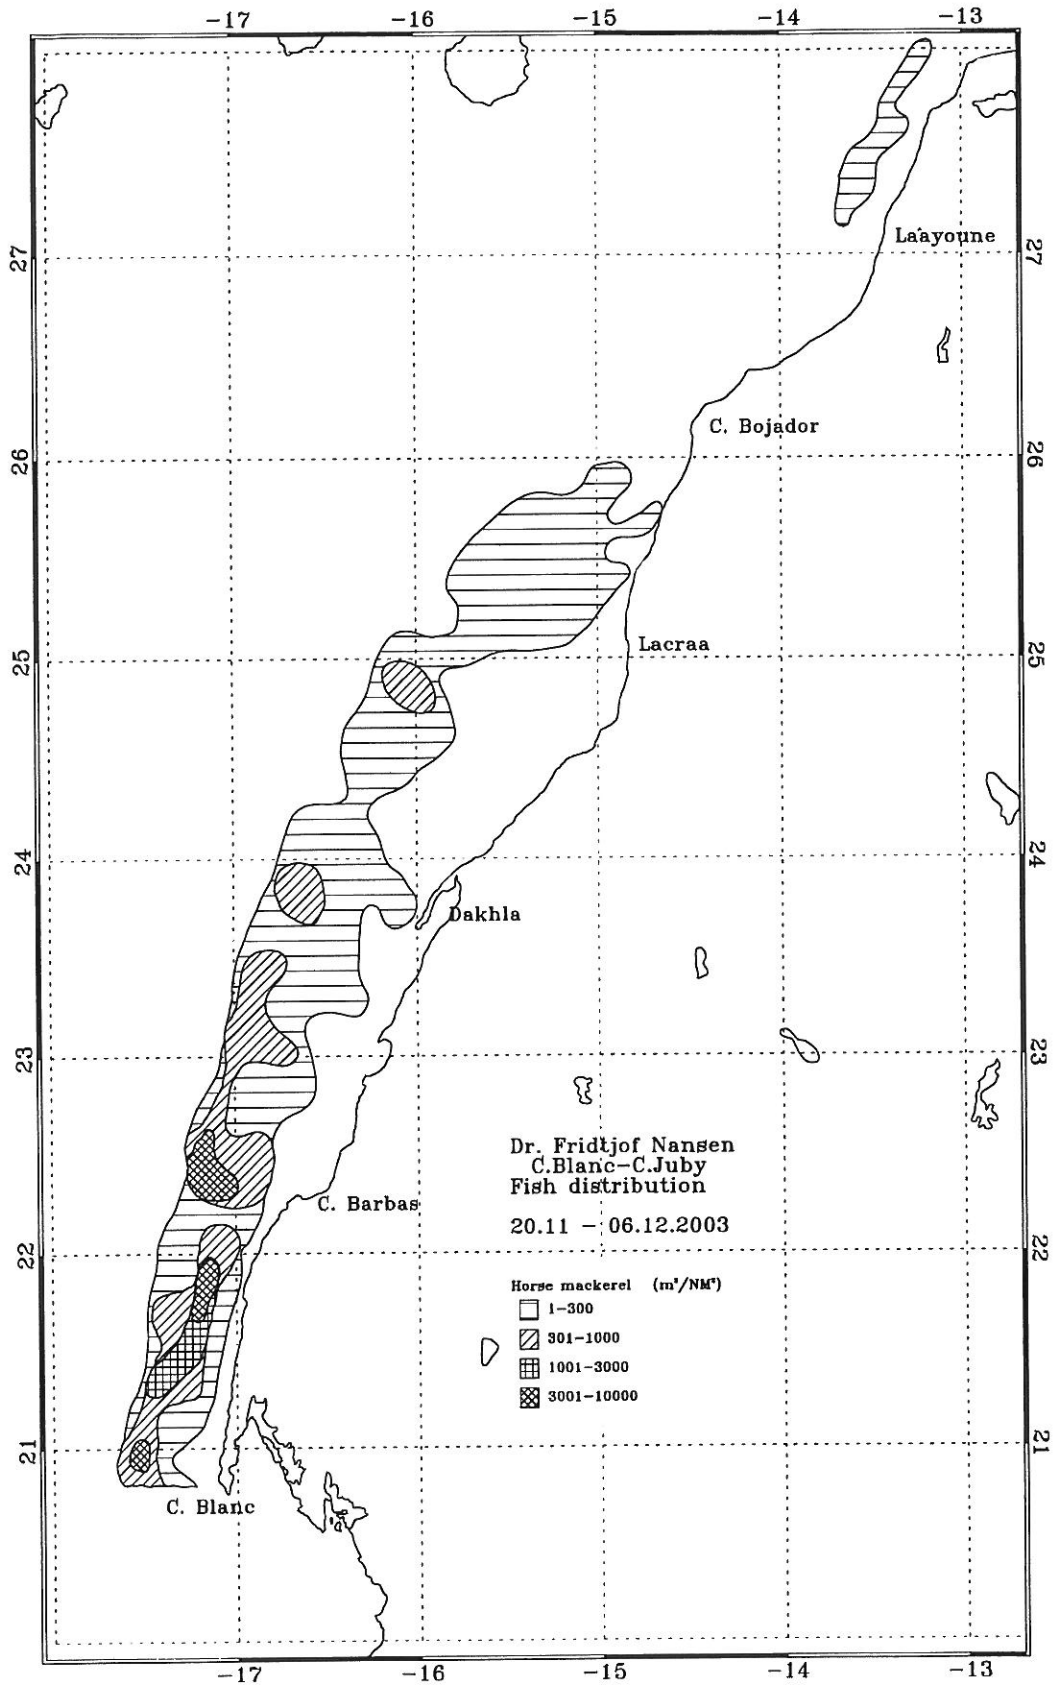 -17 -16 -15 -14 -13
Laâyoune
27 27
C. Bojador
26 26
Lacraa
25 25
24 24
Dakhla
23 23
Dr. Fridtjof Nansen
C.Blanc-C.Juby
Fish distribution
C. Barbas
20.11 - 06.12.2003
22 22
Horse mackerel (m²/NM²)
1-300
301-1000
1001-3000
3001-10000
21 21
C. Blanc
-17 -16 -15 -14 -13